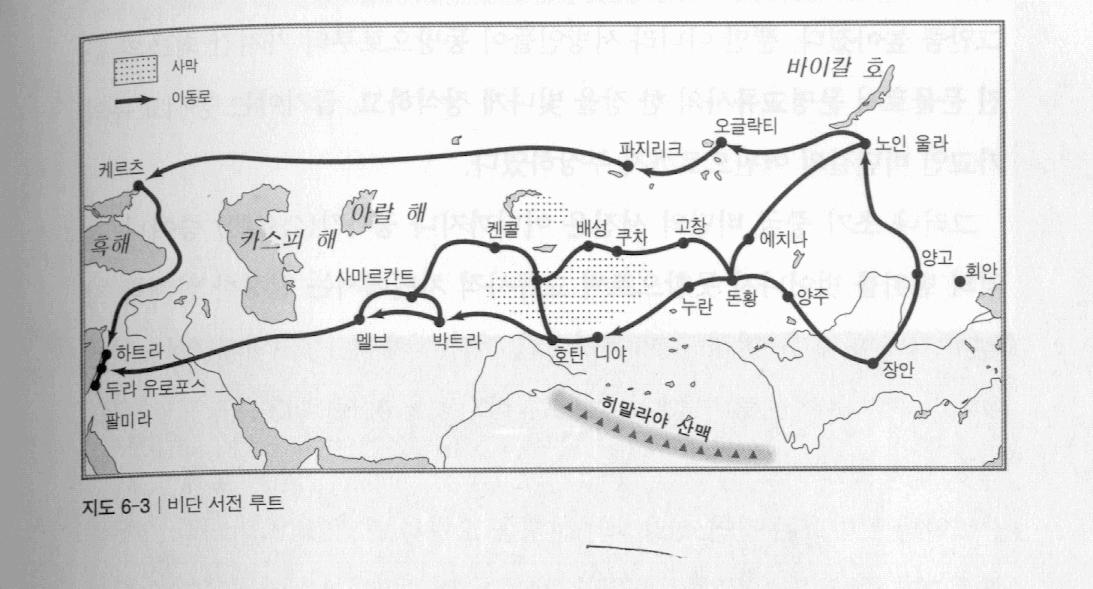 사막
이동로
바이칼 호
오글락티
노인 울라
파지리크
케르츠
아랄 해
흑해
카스피 해
켄콜
배성
쿠차
고창
에치나
양고
회안
사마르칸트
누란
돈황
양주
멜브
박트라
호탄
니야
장안
하트라
두라 유로포스
팔미라
히말라야 산맥
지도 6-3 | 비단 서전 루트